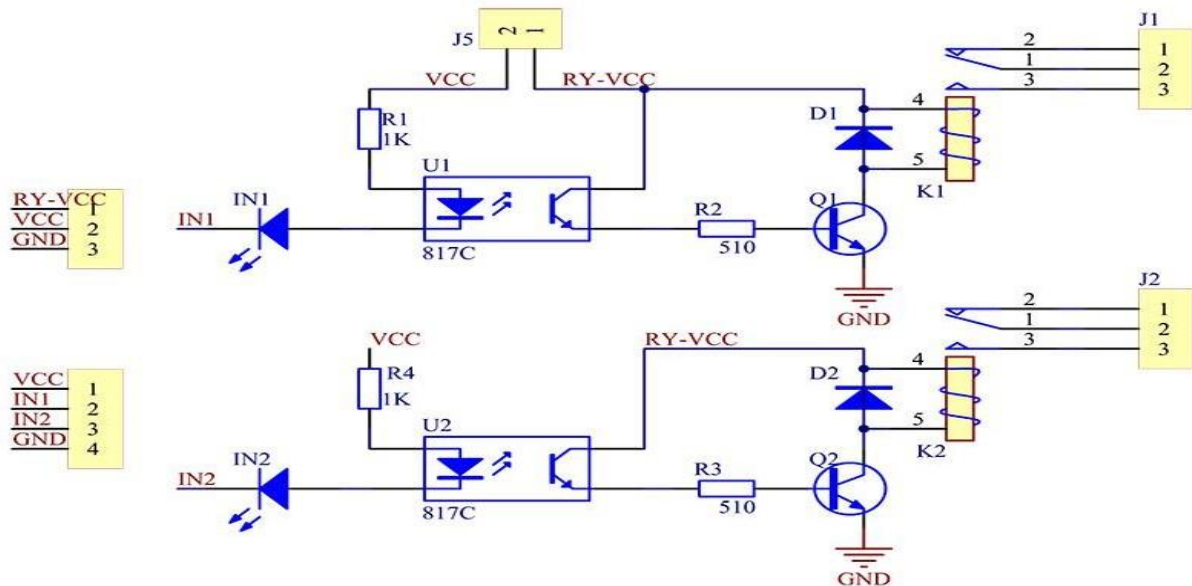 J5
2 1
VCC
RY-VCC
J1
2
1
3
1
2
3
R1
1K
D1
4
5
K1
U1
817C
RY-VCC
VCC
GND
1
2
3
IN1
IN1
R2
510
Q1
GND
J2
2
1
3
1
2
3
VCC
RY-VCC
R4
1K
D2
4
5
K2
U2
817C
VCC
IN1
IN2
GND
1
2
3
4
IN2
IN2
R3
510
Q2
GND